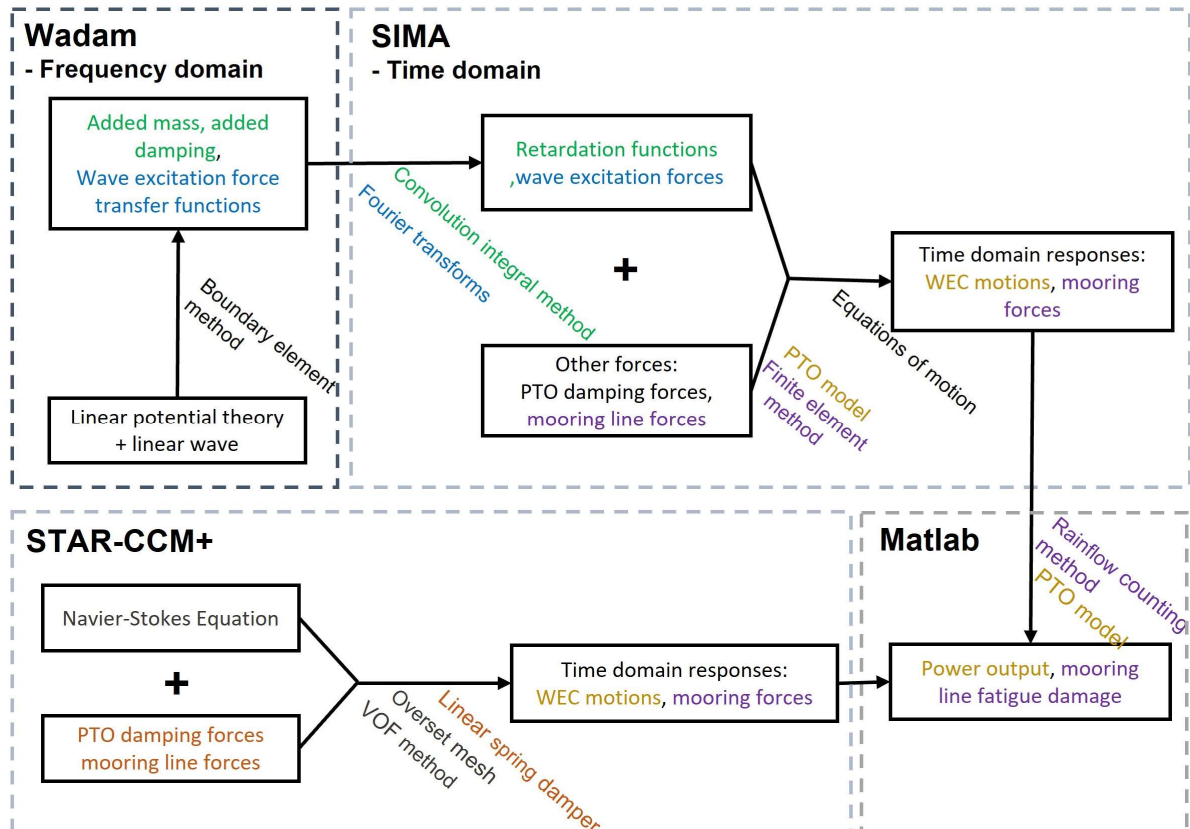 Wadam
- Frequency domain
Added mass, added
damping,
Wave excitation force
transfer functions
Boundary element
method
Linear potential theory
+ linear wave
SIMA
- Time domain
Retardation functions
,wave excitation forces
Convolution integral method
Fourier transforms
+
Other forces:
PTO damping forces,
mooring line forces
PTO model
Finite element
method
Equations of motion
Time domain responses:
WEC motions, mooring
forces
STAR-CCM+
Navier-Stokes Equation
+
PTO damping forces
mooring line forces
Linear spring damper
Overset mesh
VOF method
Time domain responses:
WEC motions, mooring forces
Matlab
Rainflow counting
method
PTO model
Power output, mooring
line fatigue damage